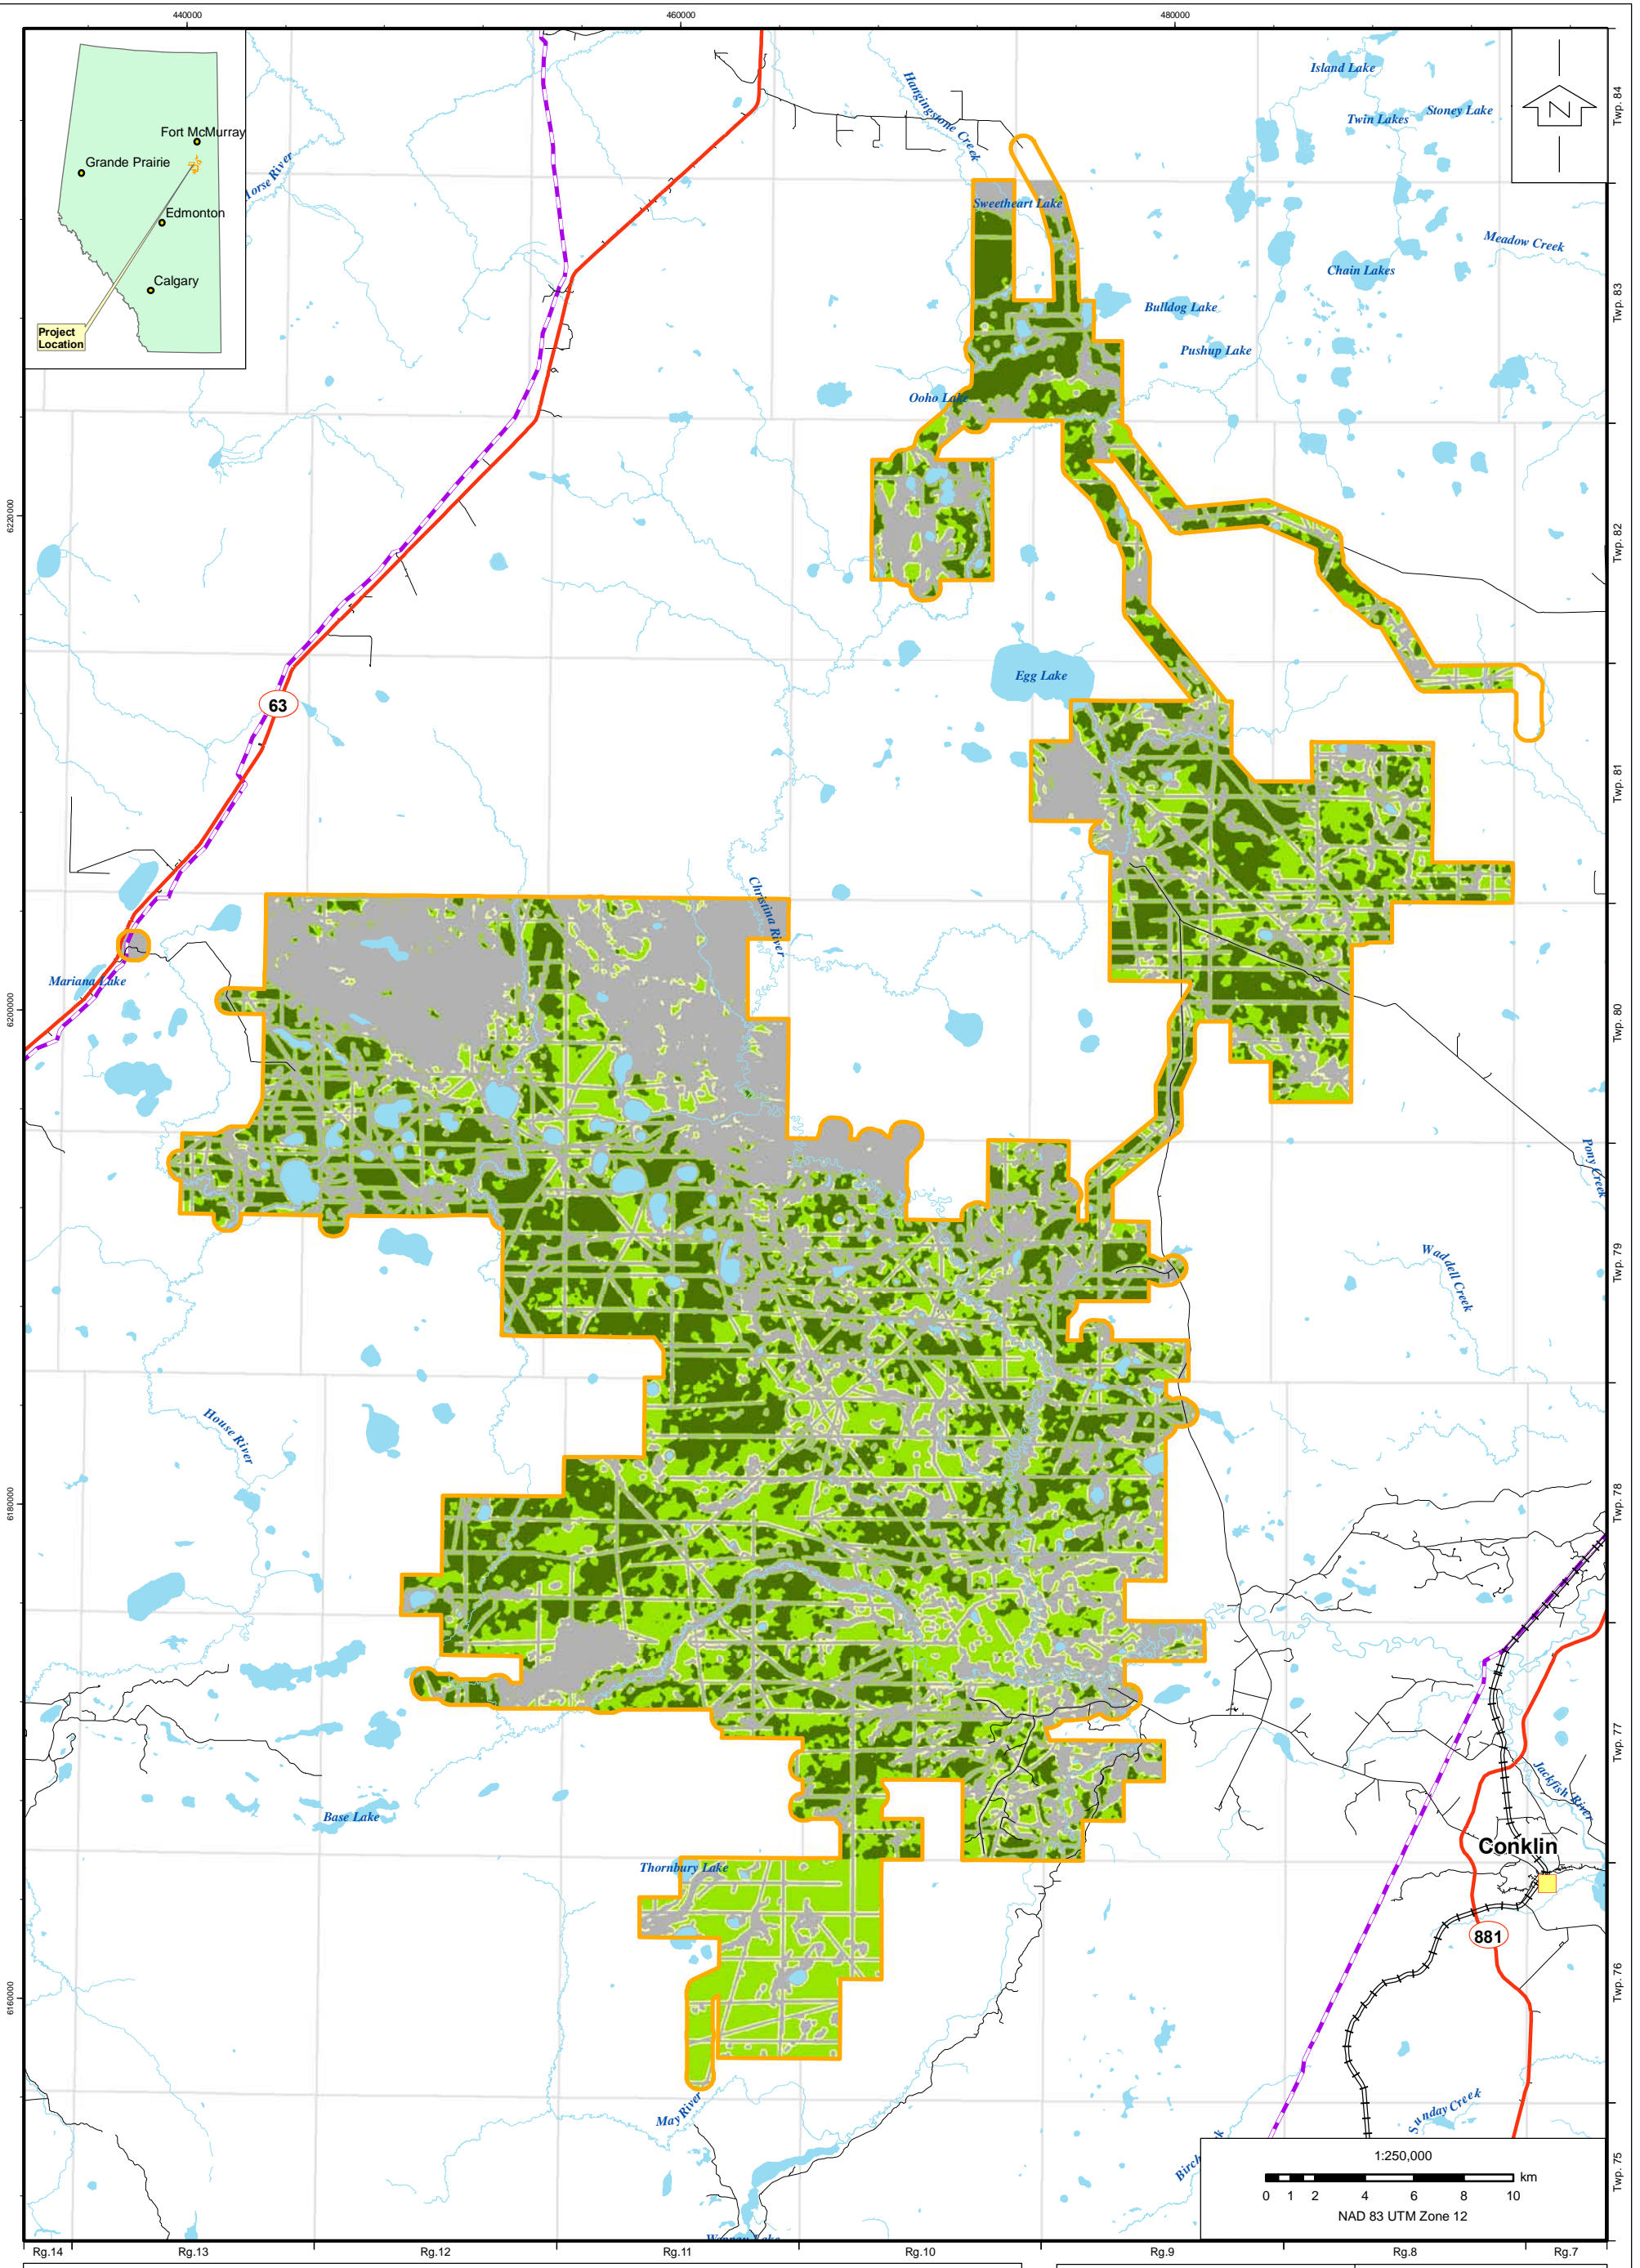 440000
460000
480000
Island Lake
Stoney Lake
Twin Lakes
Twp. 84
N
Hangingstone Creek
Fort McMurray
Grande Prairie
Edmonton
Calgary
Project
Location
Sweetheart Lake
Meadow Creek
Chain Lakes
Bulldog Lake
Pushup Lake
Twp. 83
Ooho Lake
6220000
Twp. 82
Egg Lake
63
Twp. 81
Christina River
Mariana Lake
6200000
Twp. 80
Pony Creek
Waddell Creek
Twp. 79
House River
6180000
Twp. 78
Twp. 77
Jackfish River
Base Lake
Conklin
Thornbury Lake
881
6160000
Twp. 76
May River
Sunday Creek
Birch
1:250,000
km
0 1 2 4 6 8 10
NAD 83 UTM Zone 12
Twp. 75
Rg.14 Rg.13 Rg.12 Rg.11 Rg.10 Rg.9 Rg.8 Rg.7